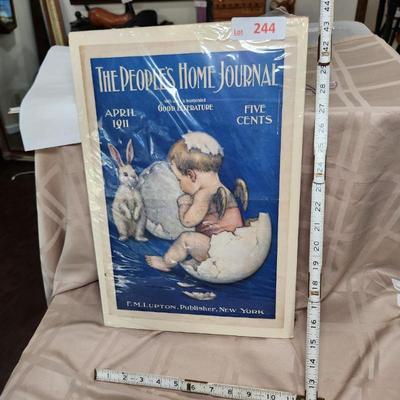 Lot 244
THE PEOPLE'S HOME JOURNAL
GOOD LITERATURE
APRIL
1911
FIVE
CENTS
F. M. LUPTON, Publisher, NEW YORK